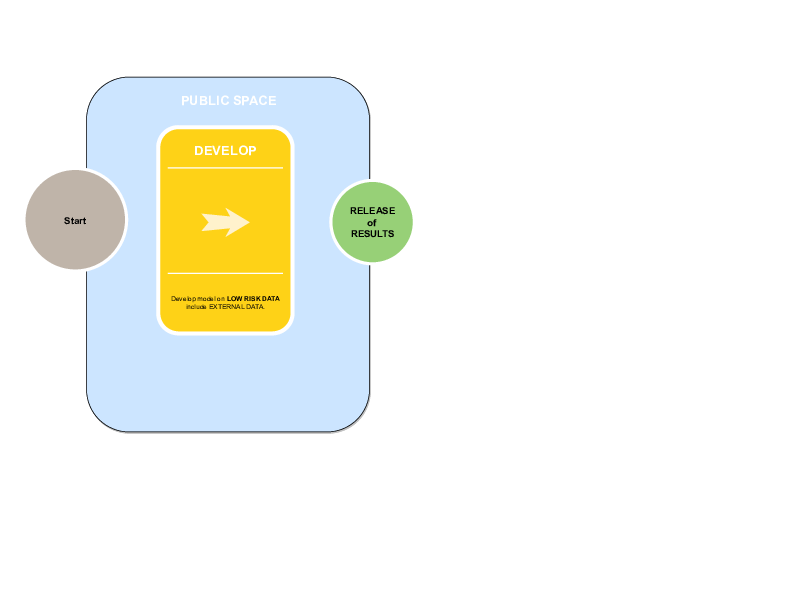 PUBLIC SPACE
DEVELOP
Start
RELEASE
of
RESULTS
Develop model on LOW RISK DATA
include EXTERNAL DATA.